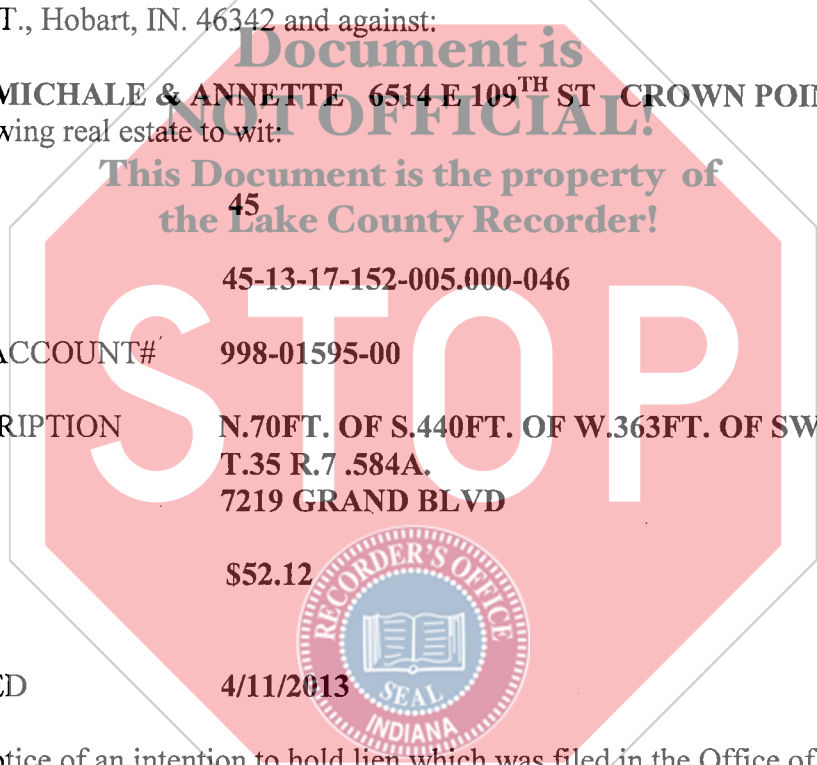 T., Hobart, IN. 46342 and against:
Document is
MICHALE & ANNETTE 6514 E 109TH ST CROWN POIN
NOT OFFICIAL!
wing real estate to wit:
This Document is the property of
45
the Lake County Recorder!
45-13-17-152-005.000-046
STOP
ACCOUNT# 998-01595-00
RIPTION N.70FT. OF S.440FT. OF W.363FT. OF SW
T.35 R.7 .584A.
7219 GRAND BLVD
$52.12
RECORDER'S OFFICE
SEAL
INDIANA
ED 4/11/2013
otice of an intention to hold lien which was filed in the Office of